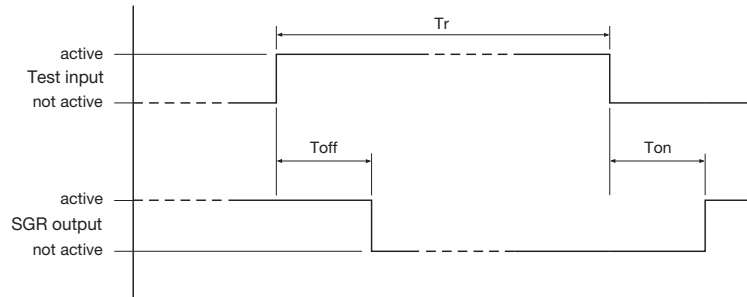 Tr
active
Test input
not active
Toff
Ton
active
SGR output
not active